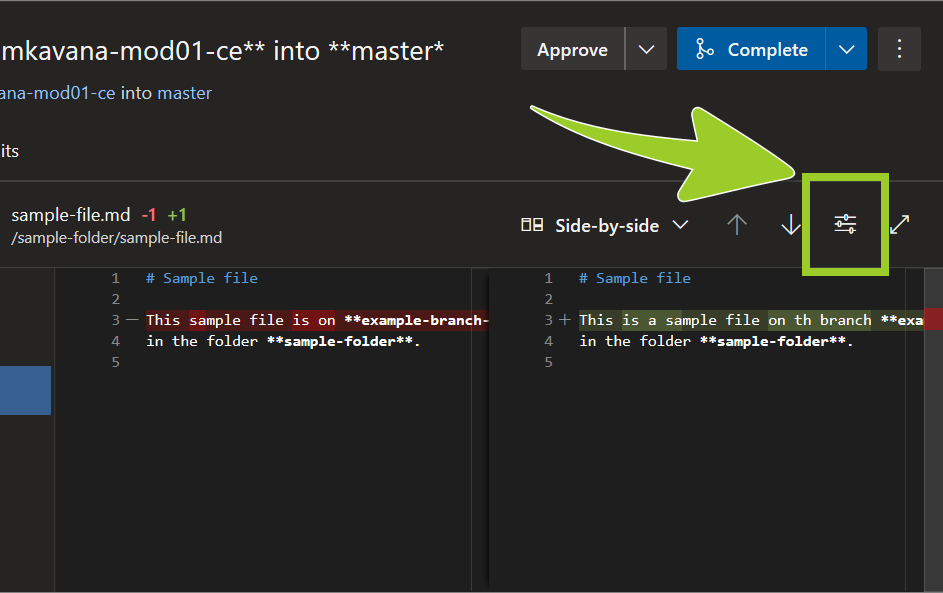 mkavana-mod01-ce** into **master*
Approve
Complete
ana-mod01-ce into master
its
sample-file.md -1 +1
/sample-folder/sample-file.md
Side-by-side
1 # Sample file
2
3 — This sample file is on **example-branch-
4 in the folder **sample-folder**.
5
1 # Sample file
2
3 + This is a sample file on th branch **exa
4 in the folder **sample-folder**.
5